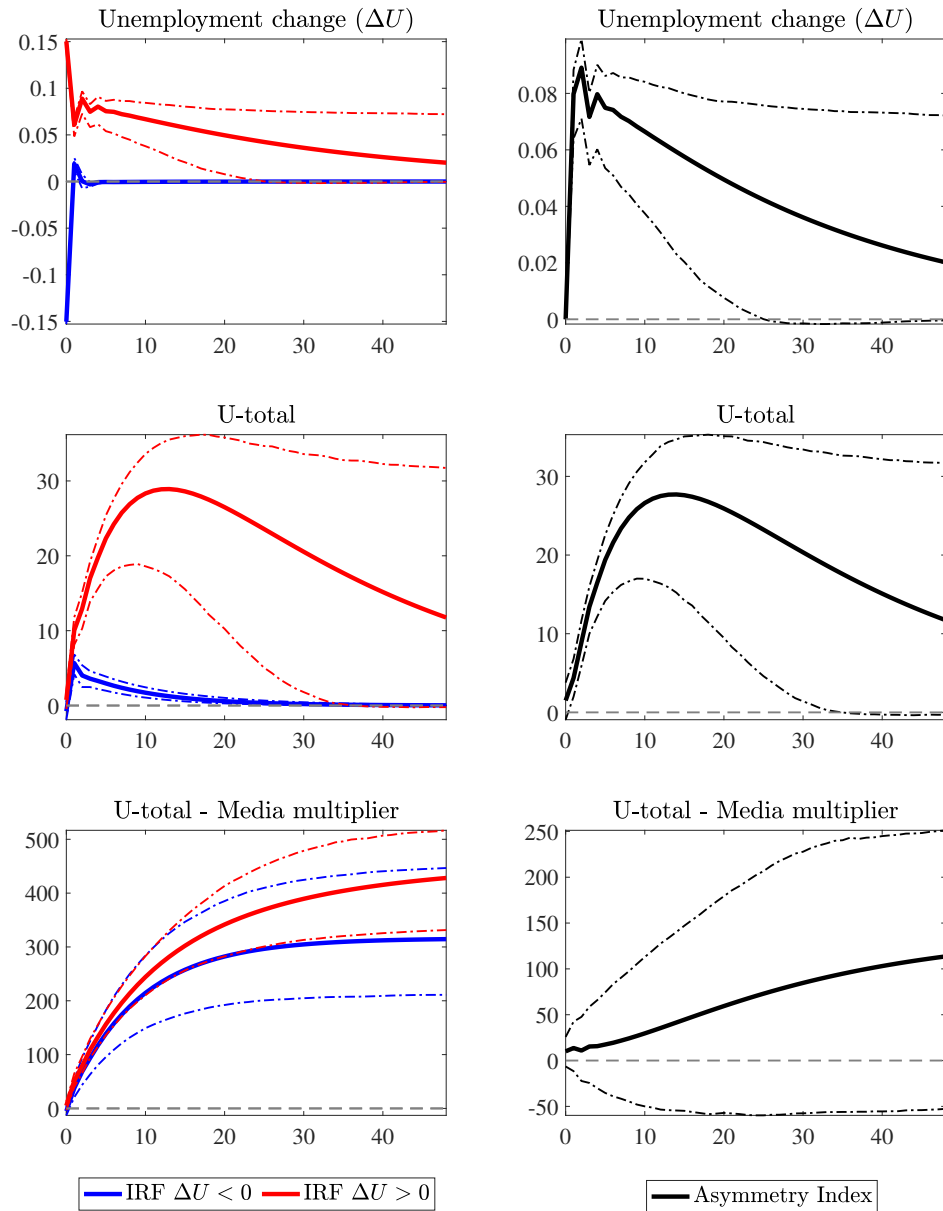 Unemployment change (ΔU)
0.15
0.1
0.05
0
-0.05
-0.1
-0.15
0 10 20 30 40
Unemployment change (ΔU)
0.08
0.06
0.04
0.02
0
0 10 20 30 40
U-total
30
20
10
0
0 10 20 30 40
U-total
30
20
10
0
0 10 20 30 40
U-total - Media multiplier
500
400
300
200
100
0
0 10 20 30 40
U-total - Media multiplier
250
200
150
100
50
0
-50
0 10 20 30 40
IRF ΔU < 0 IRF ΔU > 0
Asymmetry Index